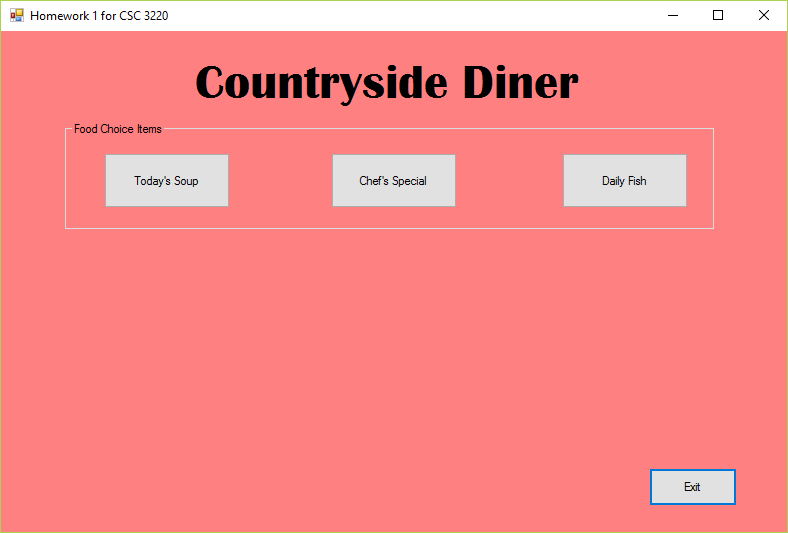 Homework 1 for CSC 3220
Countryside Diner
Food Choice Items
Today's Soup
Chef's Special
Daily Fish
Exit